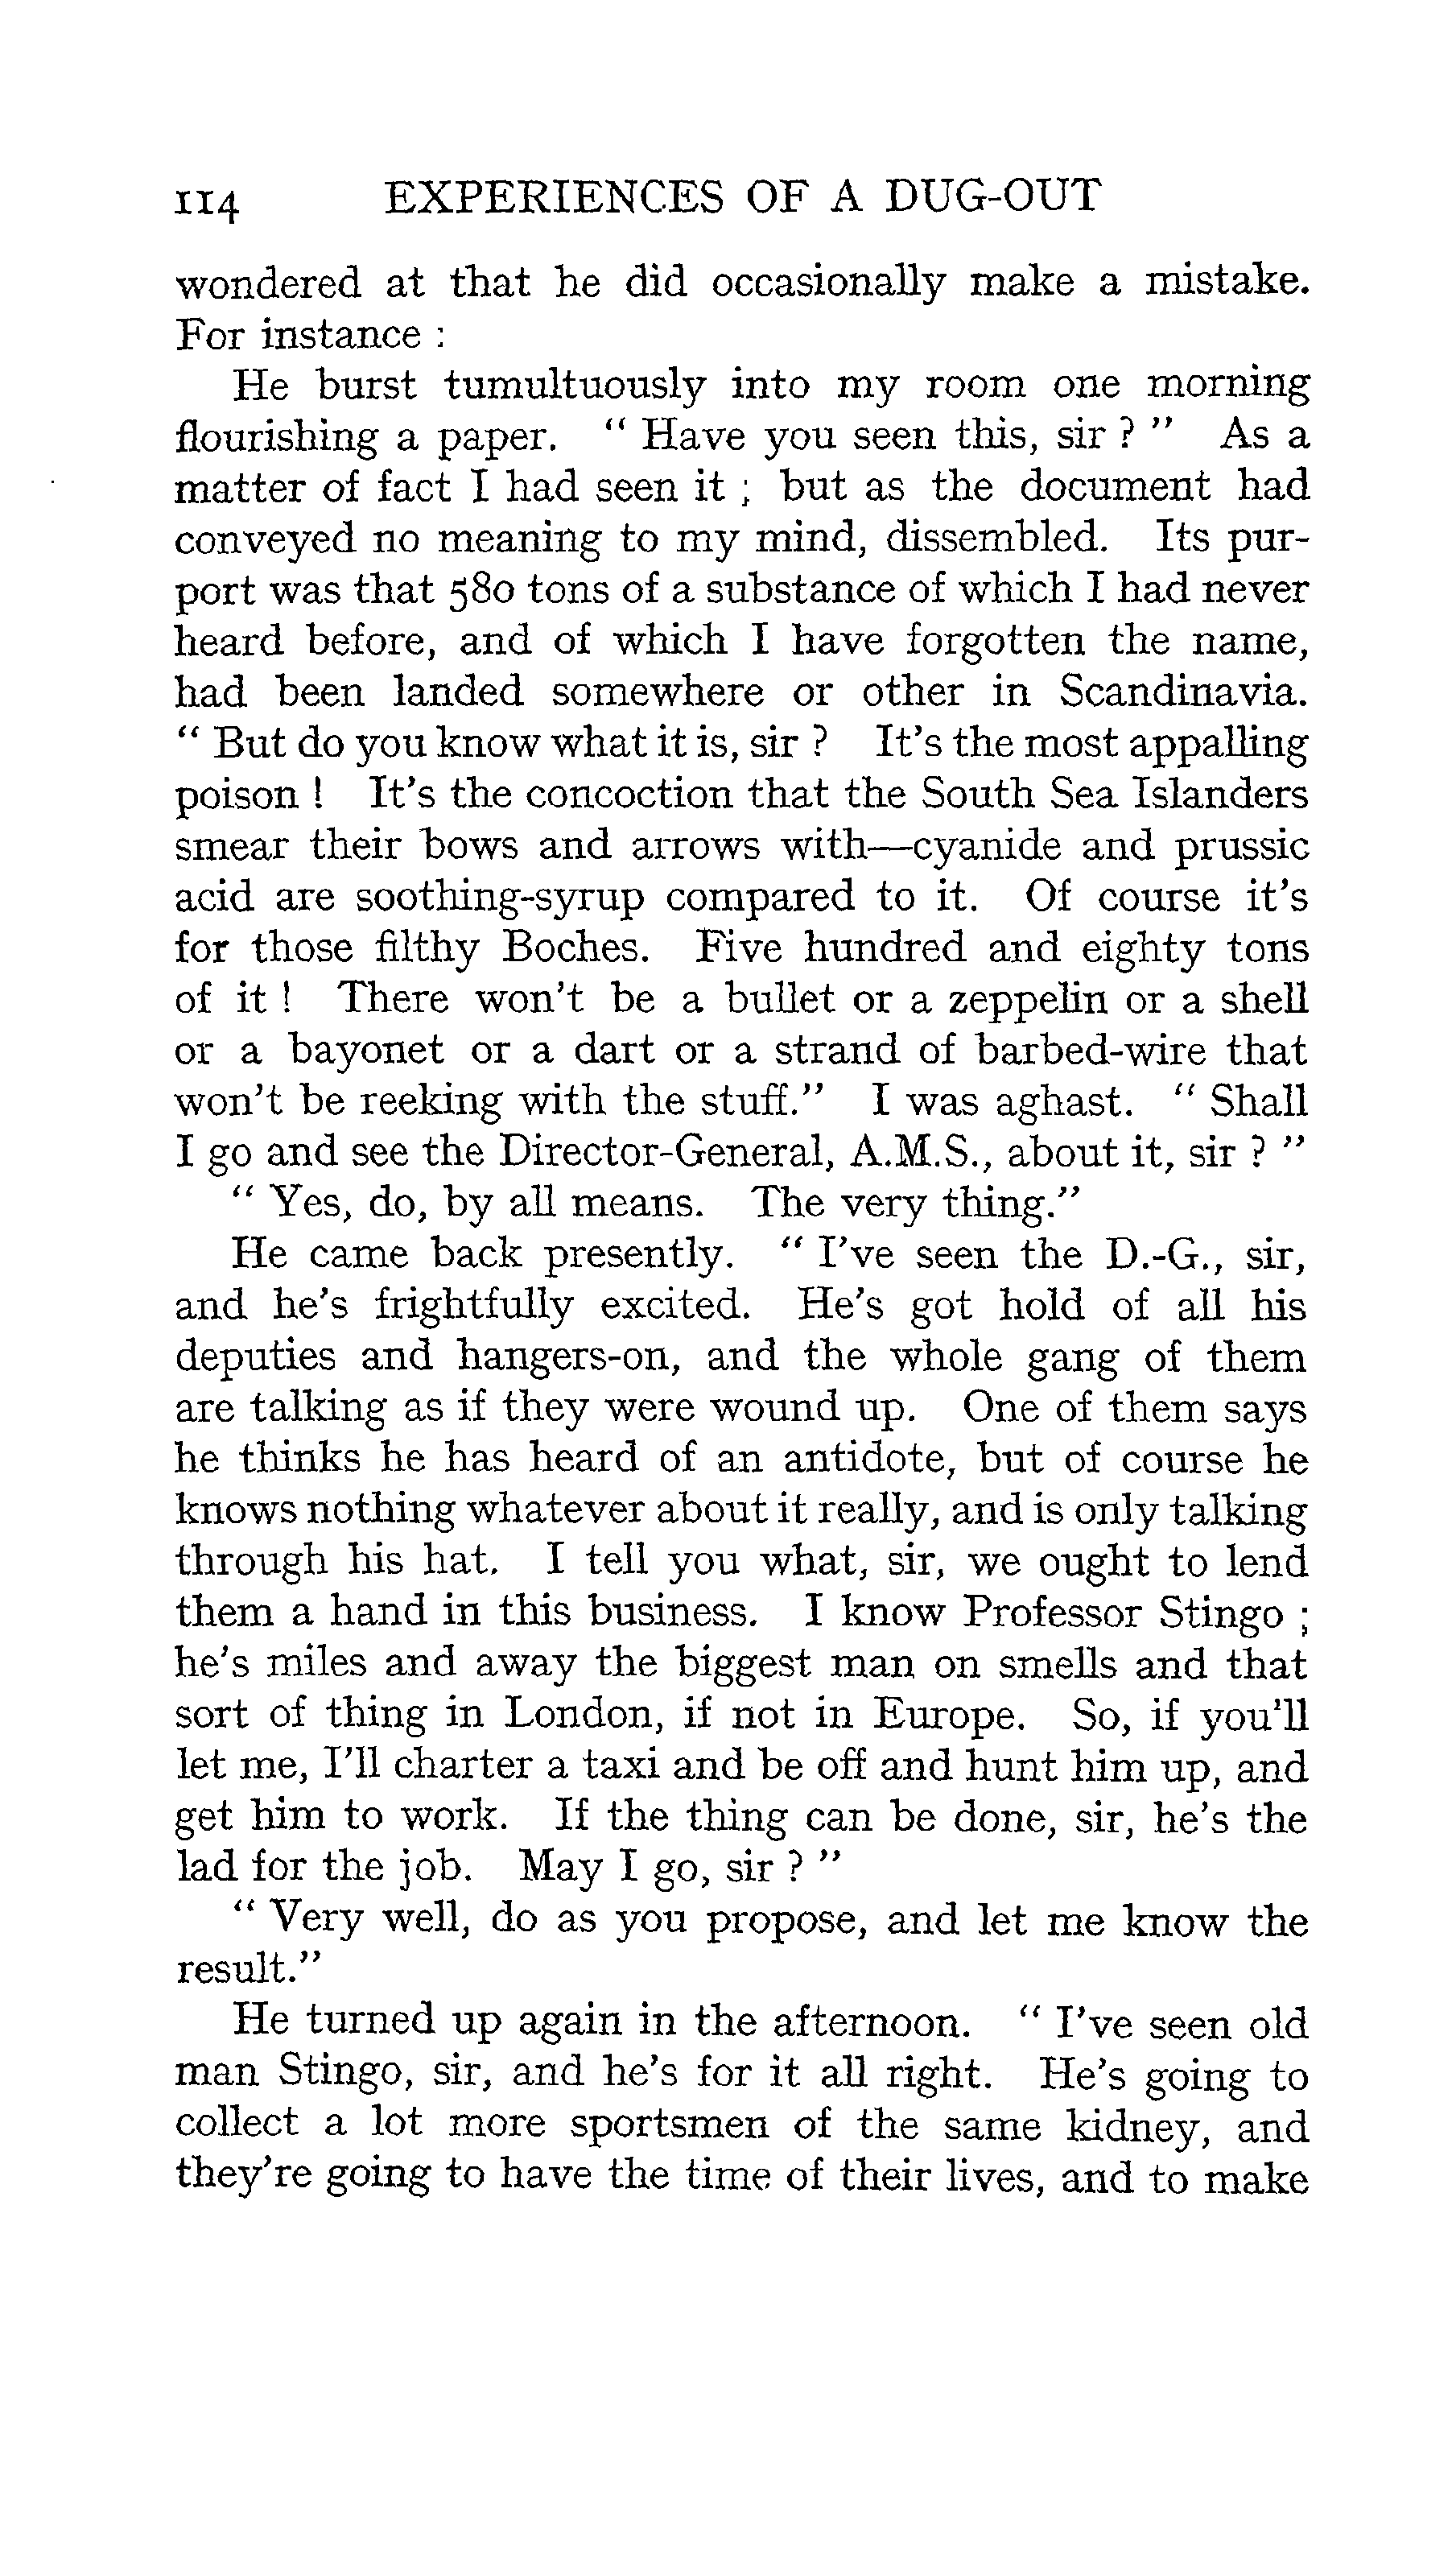 114 EXPERIENCES OF A DUG-OUT
wondered at that he did occasionally make a mistake.
For instance :
He burst tumultuously into my room one morning
flourishing a paper. “ Have you seen this, sir ? ” As a
matter of fact I had seen it ; but as the document had
conveyed no meaning to my mind, dissembled. Its pur-
port was that 580 tons of a substance of which I had never
heard before, and of which I have forgotten the name,
had been landed somewhere or other in Scandinavia.
“ But do you know what it is, sir ? It’s the most appalling
poison ! It’s the concoction that the South Sea Islanders
smear their bows and arrows with—cyanide and prussic
acid are soothing-syrup compared to it. Of course it’s
for those filthy Boches. Five hundred and eighty tons
of it ! There won’t be a bullet or a zeppelin or a shell
or a bayonet or a dart or a strand of barbed-wire that
won’t be reeking with the stuff.” I was aghast. “ Shall
I go and see the Director-General, A.M.S., about it, sir ? ”
“ Yes, do, by all means. The very thing.”
He came back presently. “ I’ve seen the D.-G., sir,
and he’s frightfully excited. He’s got hold of all his
deputies and hangers-on, and the whole gang of them
are talking as if they were wound up. One of them says
he thinks he has heard of an antidote, but of course he
knows nothing whatever about it really, and is only talking
through his hat. I tell you what, sir, we ought to lend
them a hand in this business. I know Professor Stingo ;
he’s miles and away the biggest man on smells and that
sort of thing in London, if not in Europe. So, if you’ll
let me, I’ll charter a taxi and be off and hunt him up, and
get him to work. If the thing can be done, sir, he’s the
lad for the job. May I go, sir ? ”
“ Very well, do as you propose, and let me know the
result.”
He turned up again in the afternoon. “ I’ve seen old
man Stingo, sir, and he’s for it all right. He’s going to
collect a lot more sportsmen of the same kidney, and
they’re going to have the time of their lives, and to make